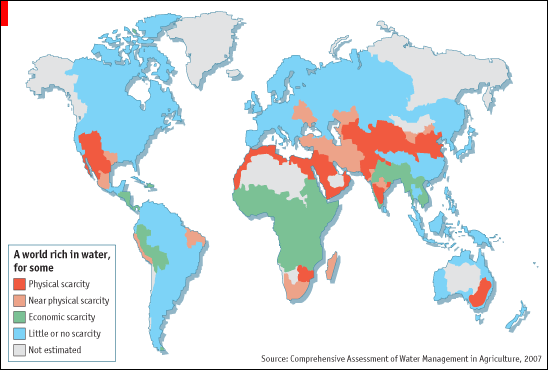 A world rich in water,
for some
Physical scarcity
Near physical scarcity
Economic scarcity
Little or no scarcity
Not estimated
Source: Comprehensive Assessment of Water Management in Agriculture, 2007